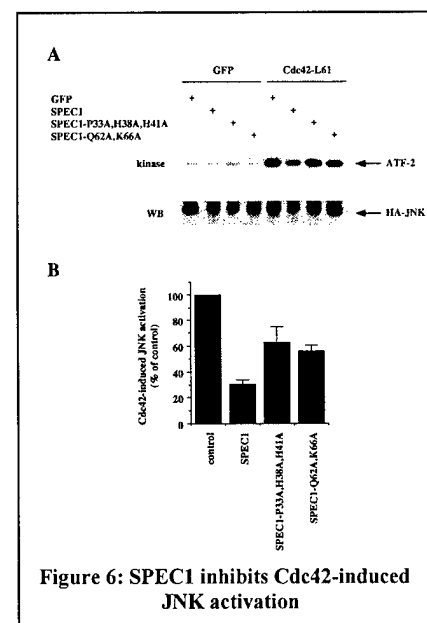 A
GFP Cdc42-L61
GFP + +
SPEC1 + +
SPEC1-P33A,H38A,H41A + +
SPEC1-Q62A,K66A + +
kinase ATF-2
WB HA-JNK
B
Cdc42-induced JNK activation
(% of control)
100
80
60
40
20
0
control
SPEC1
SPEC1-P33A,H38A,H41A
SPEC1-Q62A,K66A
Figure 6: SPEC1 inhibits Cdc42-induced
JNK activation